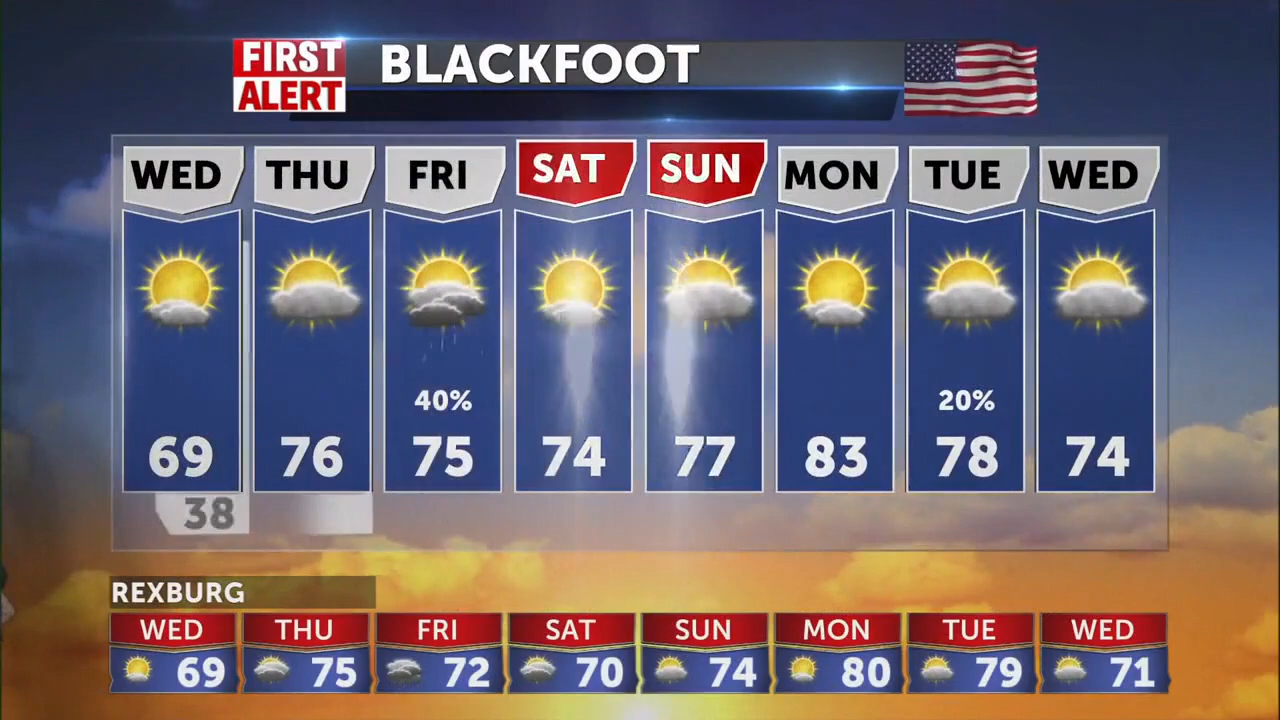 FIRST
ALERT
BLACKFOOT
WED THU FRI SAT SUN MON TUE WED
40% 20%
69 76 75 74 77 83 78 74
38
REXBURG
WED THU FRI SAT SUN MON TUE WED
69 75 72 70 74 80 79 71